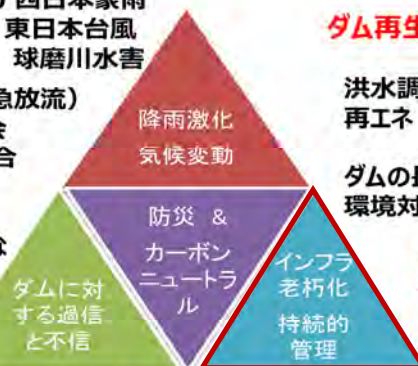 西日本豪雨
東日本台風
球磨川水害
急放流）
合
な
ダム再生
洪水調
再エネ
ダムの長
環境対
降雨激化
気候変動
防災 &
カーボン
ニュートラ
ル
ダムに対
する過信
と不信
インフラ
老朽化
持続的
管理